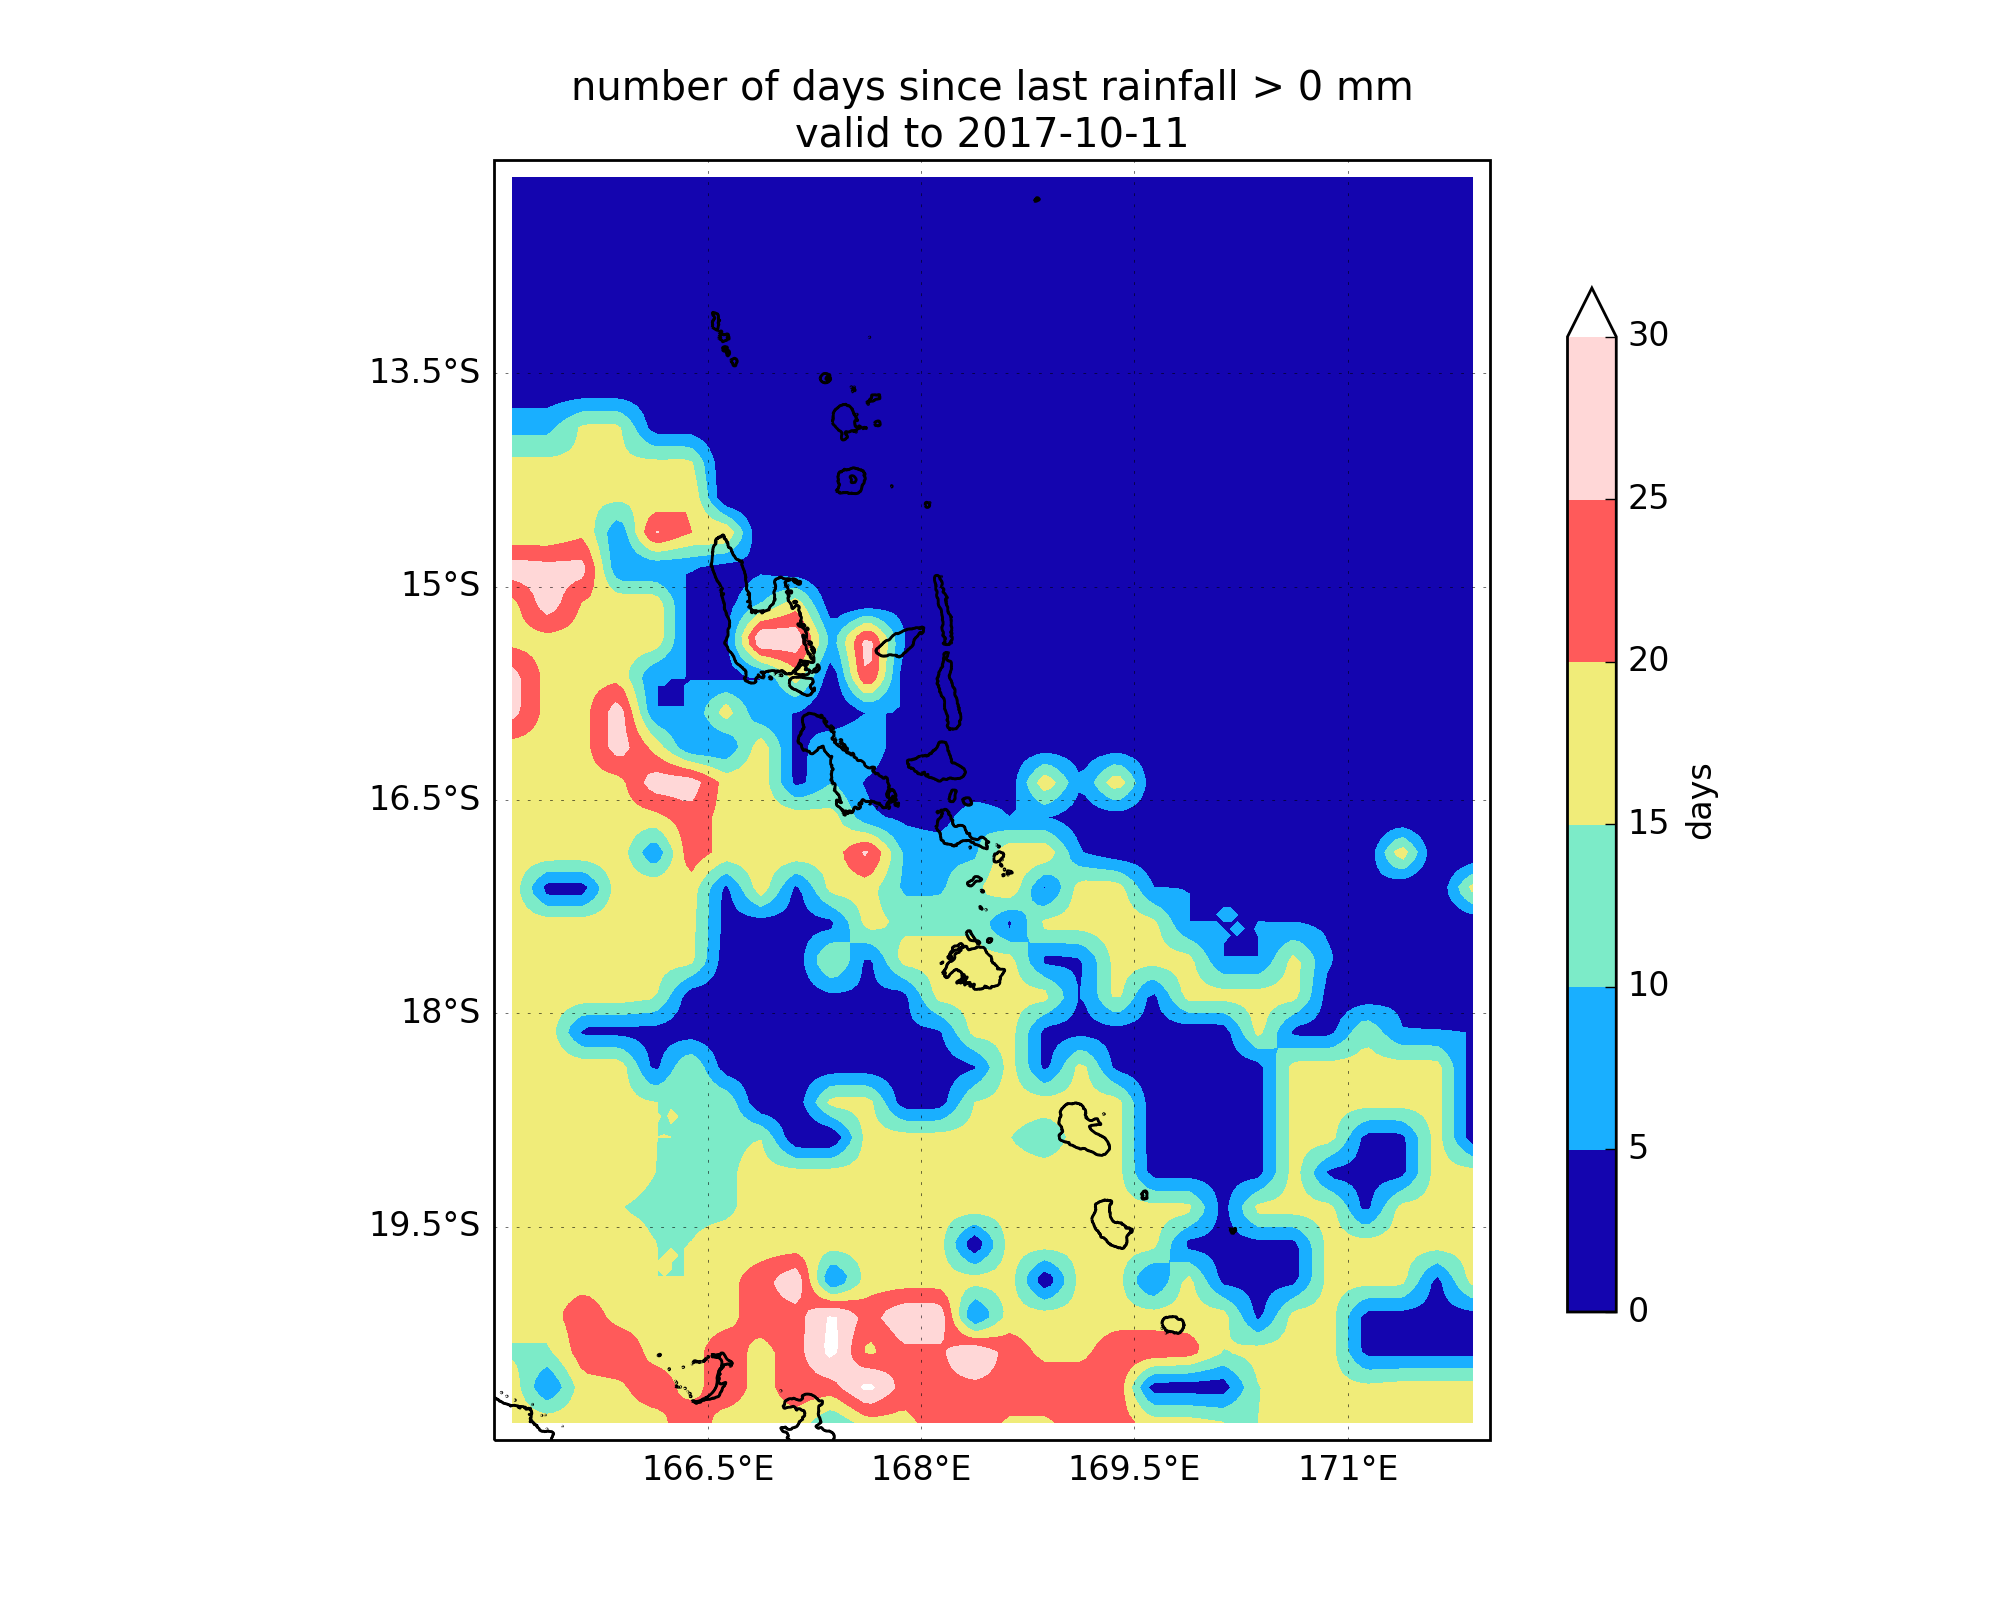 number of days since last rainfall > 0 mm
valid to 2017-10-11
13.5°S
15°S
16.5°S
18°S
19.5°S
166.5°E
168°E
169.5°E
171°E
30
25
20
15
10
5
0
days